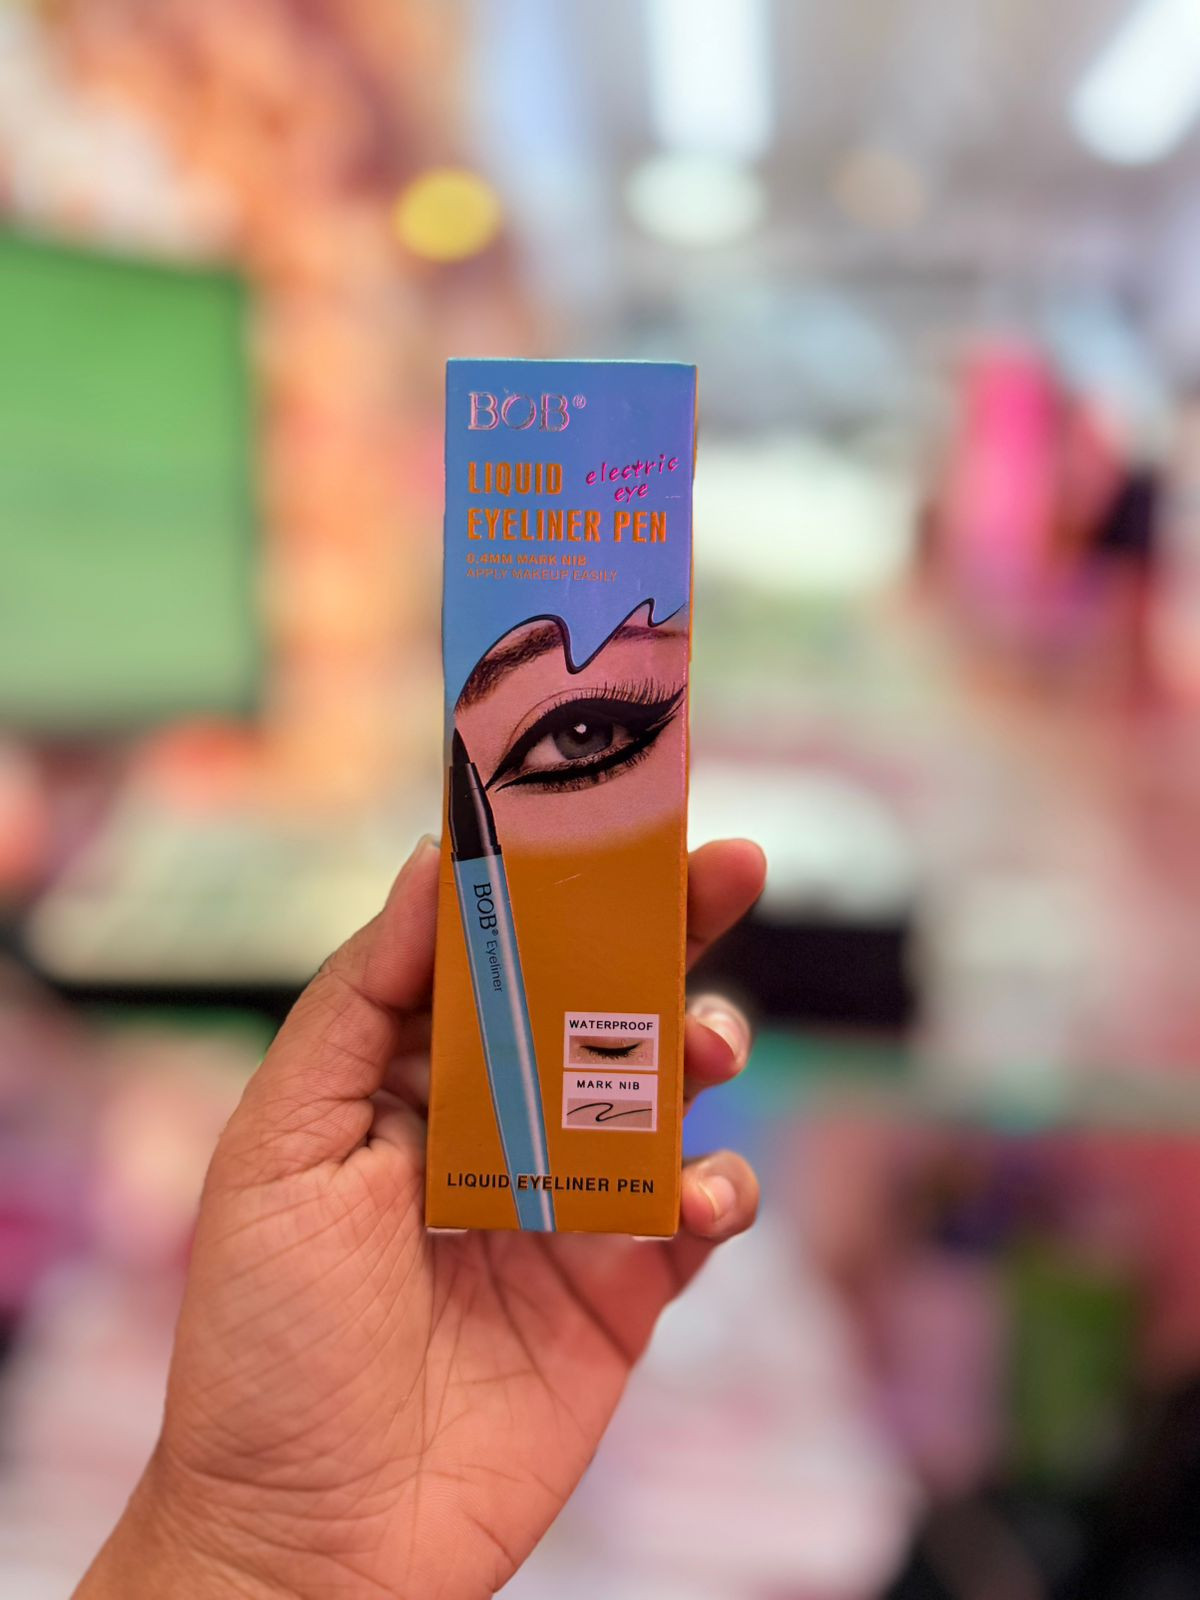 BOB®
LIQUID electric
eye
EYELINER PEN
0.4MM MARK NIB
APPLY MAKEUP EASILY
BOB® Eyeliner
WATERPROOF
MARK NIB
LIQUID EYELINER PEN